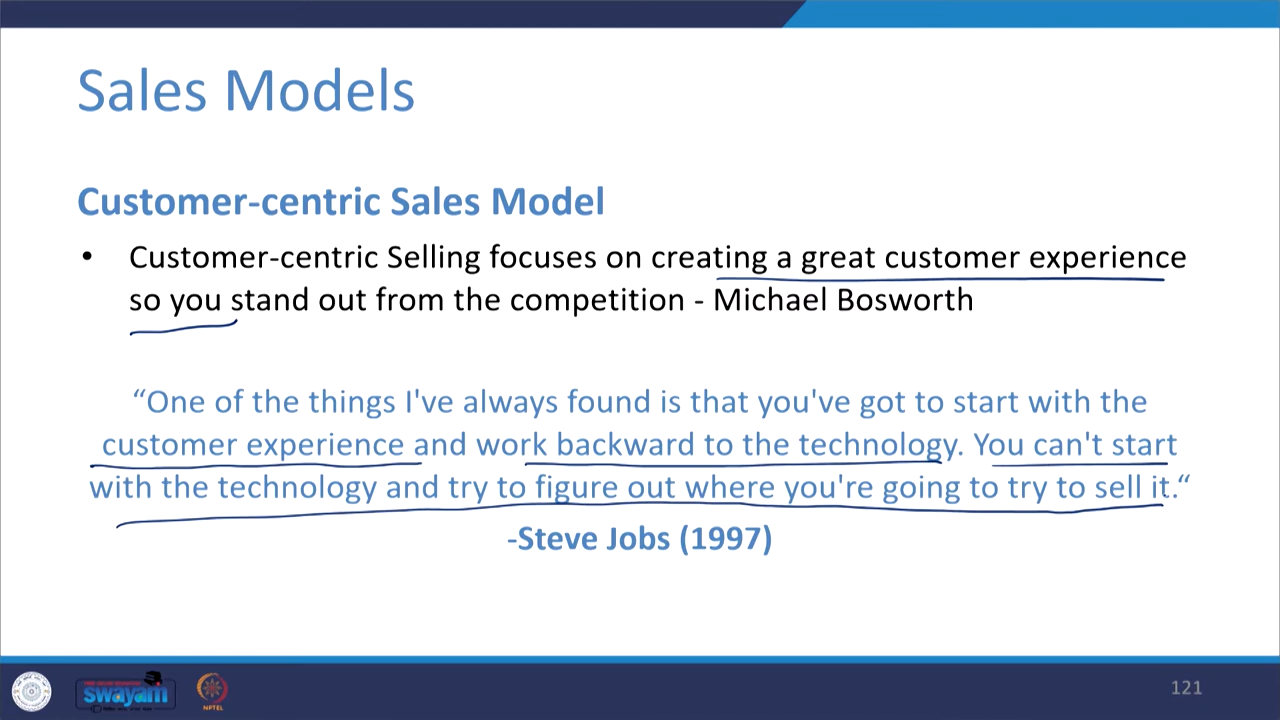 Sales Models
Customer-centric Sales Model
• Customer-centric Selling focuses on creating a great customer experience
so you stand out from the competition - Michael Bosworth
“One of the things I've always found is that you've got to start with the
customer experience and work backward to the technology. You can't start
with the technology and try to figure out where you're going to try to sell it.“
-Steve Jobs (1997)
swayam
NPTEL
121